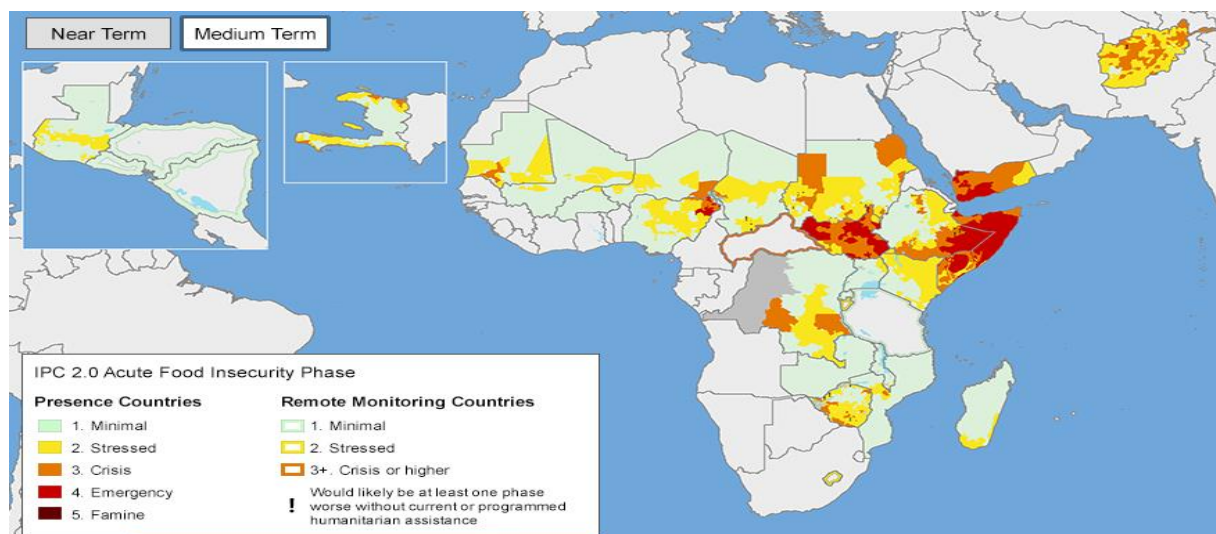 Near Term
Medium Term
IPC 2.0 Acute Food Insecurity Phase
Presence Countries
1. Minimal
2. Stressed
3. Crisis
4. Emergency
5. Famine
Remote Monitoring Countries
1. Minimal
2. Stressed
3+. Crisis or higher
! Would likely be at least one phase
worse without current or programmed
humanitarian assistance